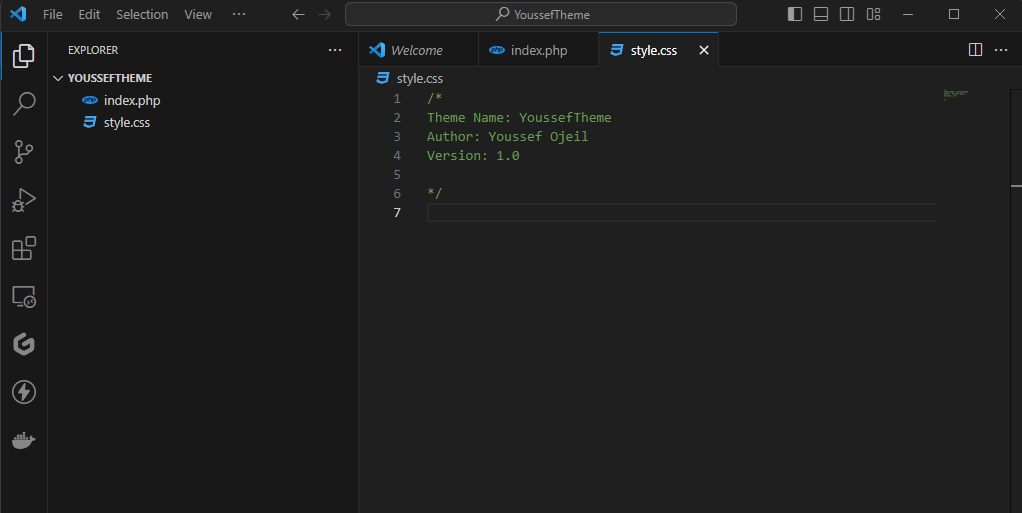 File Edit Selection View ··· YoussefTheme
EXPLORER ···
YOUSSEFTHEME
index.php
style.css
Welcome index.php style.css
style.css
1 /*
2 Theme Name: YoussefTheme
3 Author: Youssef Ojeil
4 Version: 1.0
5
6 */
7